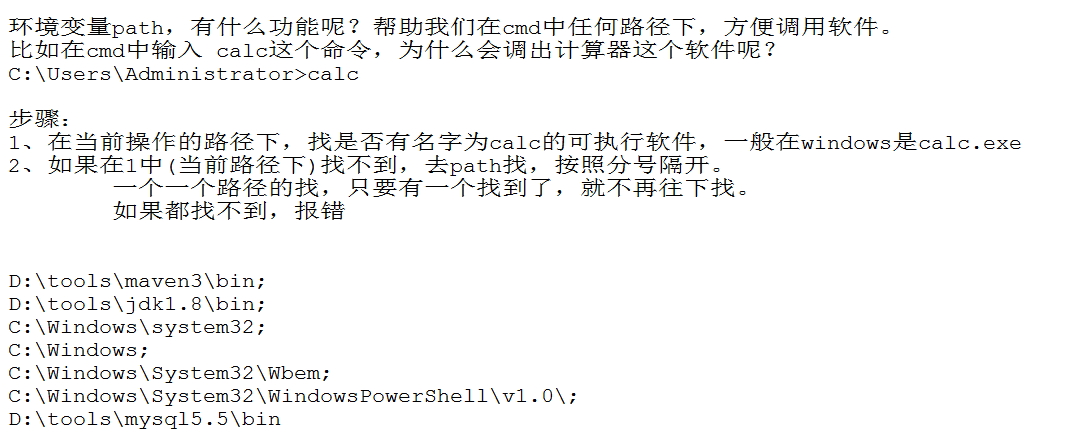 环境变量path，有什么功能呢？帮助我们在cmd中任何路径下，方便调用软件。
比如在cmd中输入 calc这个命令，为什么会调出计算器这个软件呢？
C:\Users\Administrator>calc
步骤：
1、在当前操作的路径下，找是否有名字为calc的可执行软件，一般在windows是calc.exe
2、如果在1中(当前路径下)找不到，去path找，按照分号隔开。
一个一个路径的找，只要有一个找到了，就不再往下找。
如果都找不到，报错
D:\tools\maven3\bin;
D:\tools\jdk1.8\bin;
C:\Windows\system32;
C:\Windows;
C:\Windows\System32\Wbem;
C:\Windows\System32\WindowsPowerShell\v1.0\;
D:\tools\mysql5.5\bin